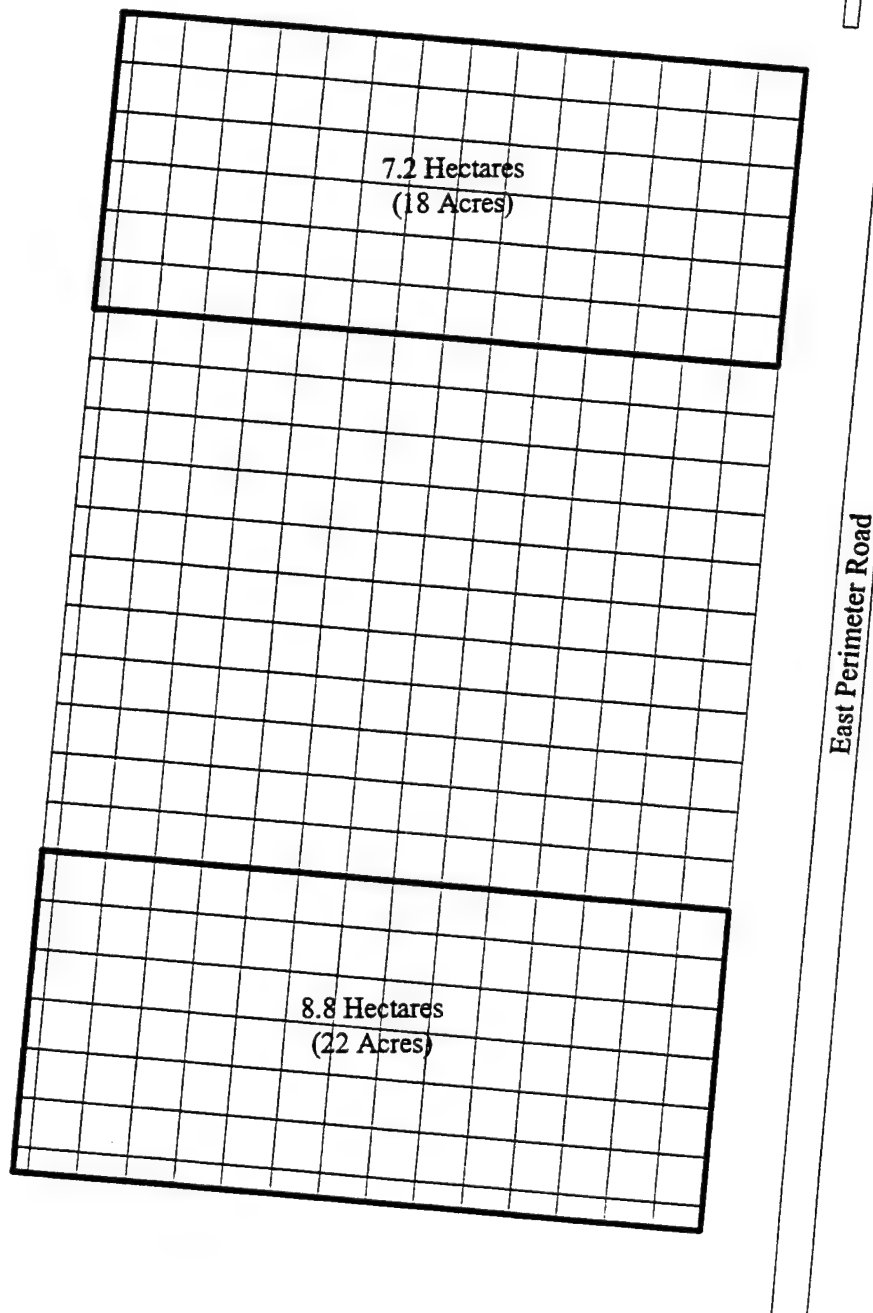 7.2 Hectares
(18 Acres)
East Perimeter Road
8.8 Hectares
(22 Acres)